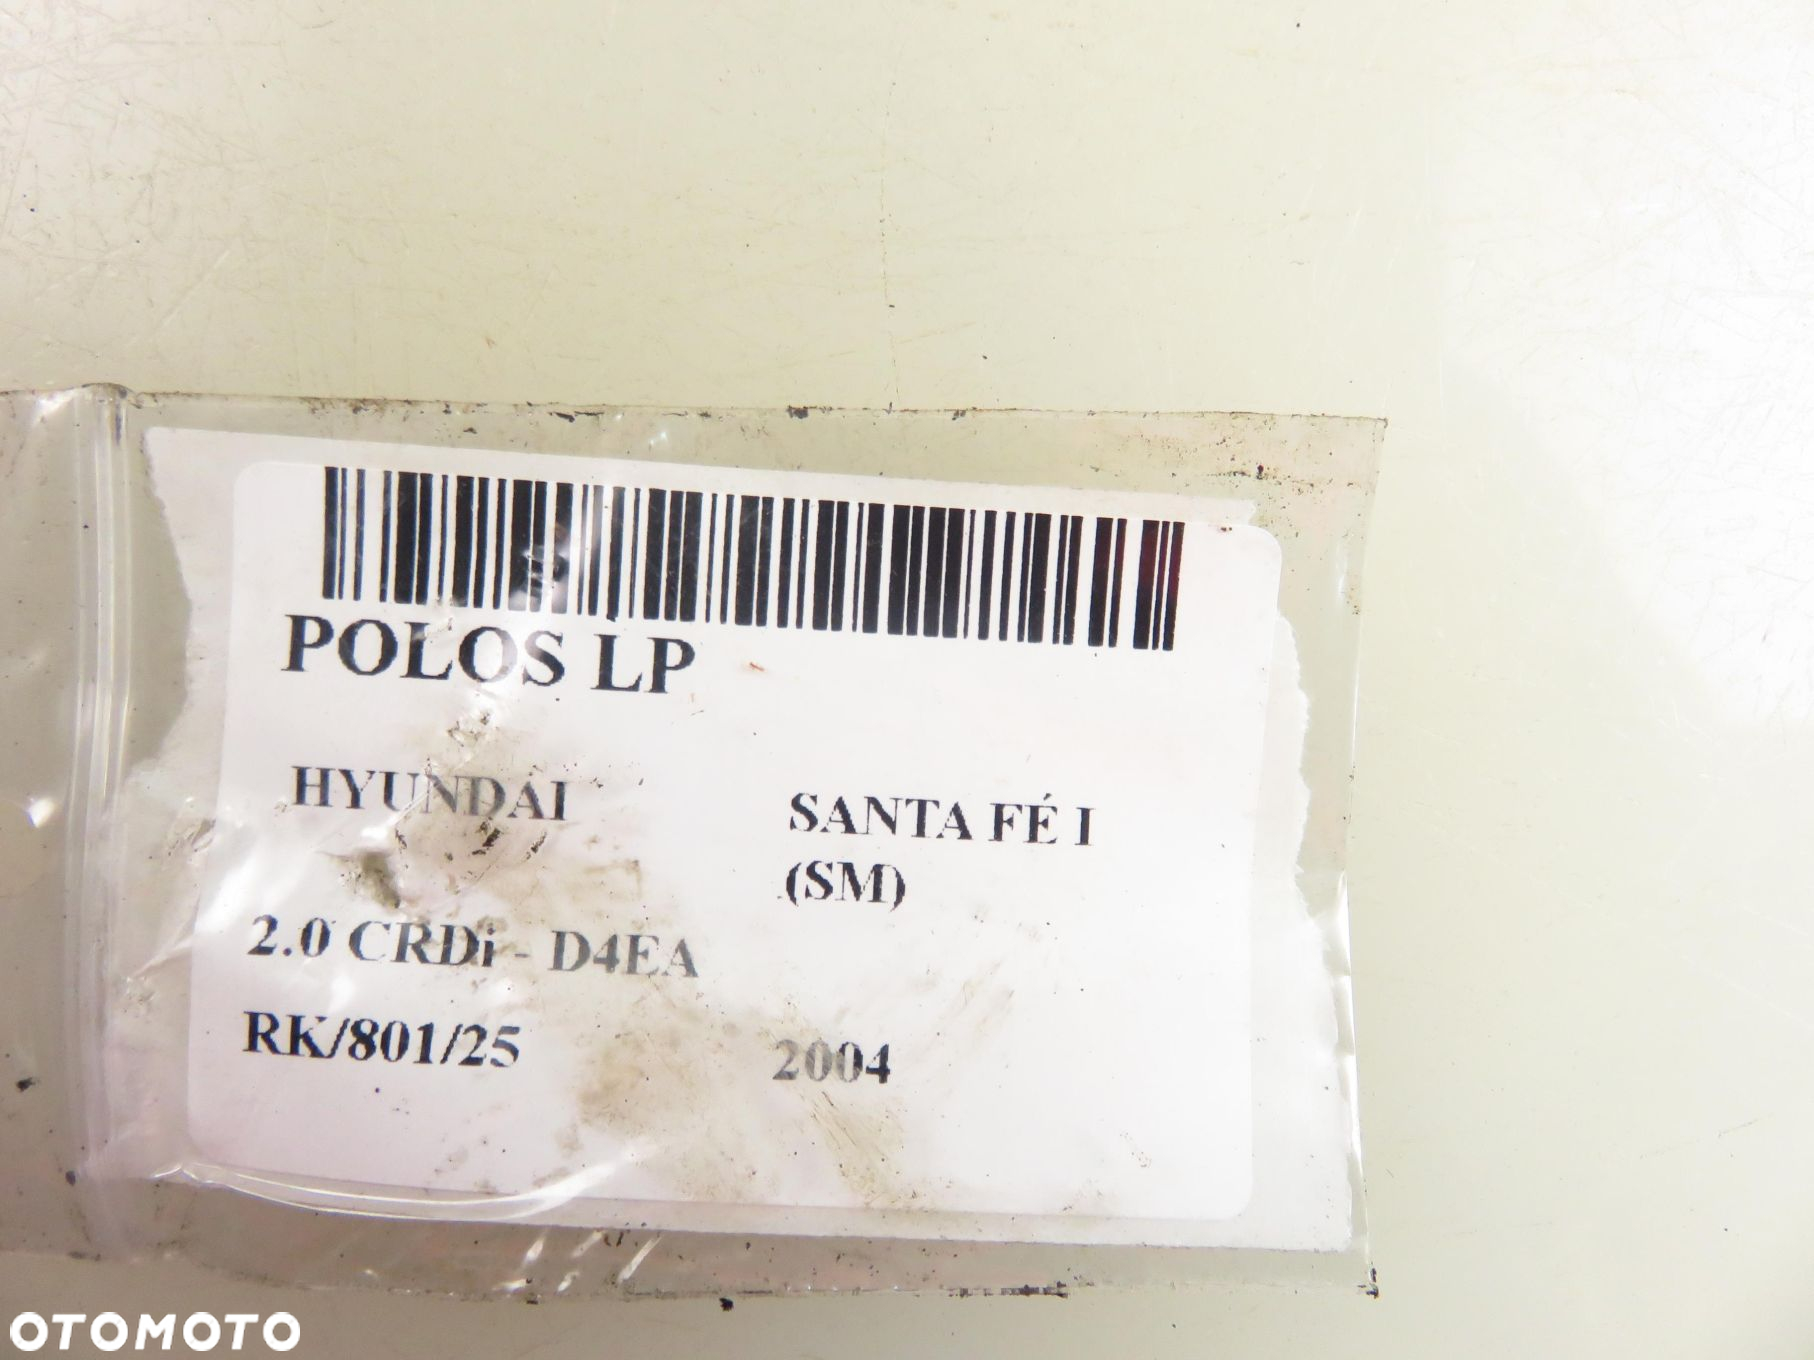 POLOS LP
HYUNDAI
SANTA FÉ I
(SM)
2.0 CRDi - D4EA
RK/801/25
2004
OTOMOTO